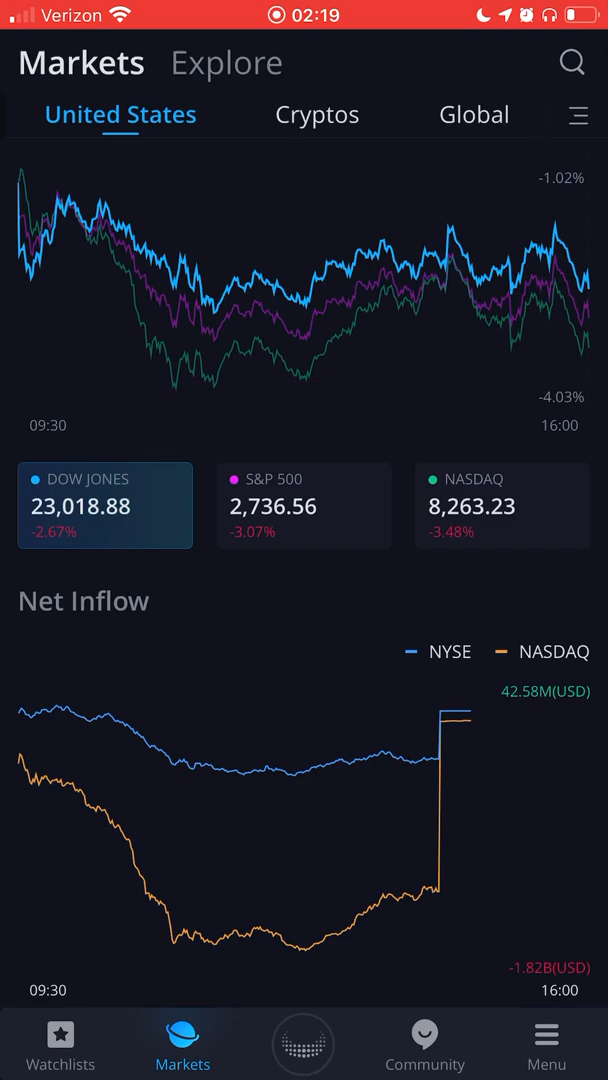 Verizon 02:19
Markets Explore
United States Cryptos Global
-1.02%
-4.03%
09:30 16:00
DOW JONES S&P 500 NASDAQ
23,018.88 2,736.56 8,263.23
-2.67% -3.07% -3.48%
Net Inflow
NYSE NASDAQ
42.58M(USD)
-1.82B(USD)
09:30 16:00
Watchlists Markets Community Menu